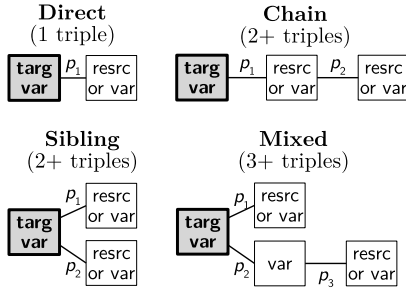 Direct
(1 triple)
targ
var
p1
resrc
or var
Chain
(2+ triples)
targ
var
p1
resrc
or var
p2
resrc
or var
Sibling
(2+ triples)
targ
var
p1
resrc
or var
p2
resrc
or var
Mixed
(3+ triples)
targ
var
p1
resrc
or var
p2
var
p3
resrc
or var